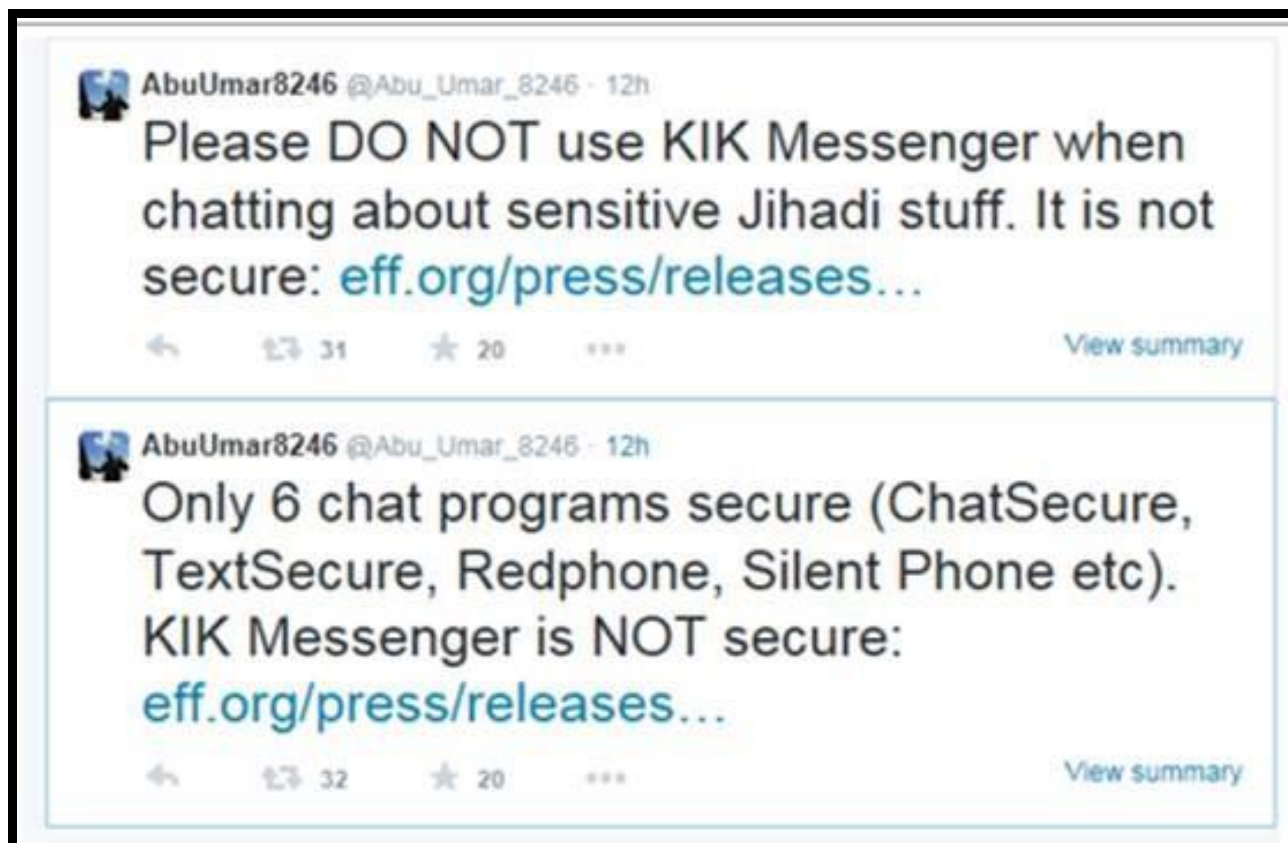 AbuUmar8246 @Abu_Umar_8246 · 12h
Please DO NOT use KIK Messenger when
chatting about sensitive Jihadi stuff. It is not
secure: eff.org/press/releases...
31 20 View summary
AbuUmar8246 @Abu_Umar_8246 · 12h
Only 6 chat programs secure (ChatSecure,
TextSecure, Redphone, Silent Phone etc).
KIK Messenger is NOT secure:
eff.org/press/releases...
32 20 View summary